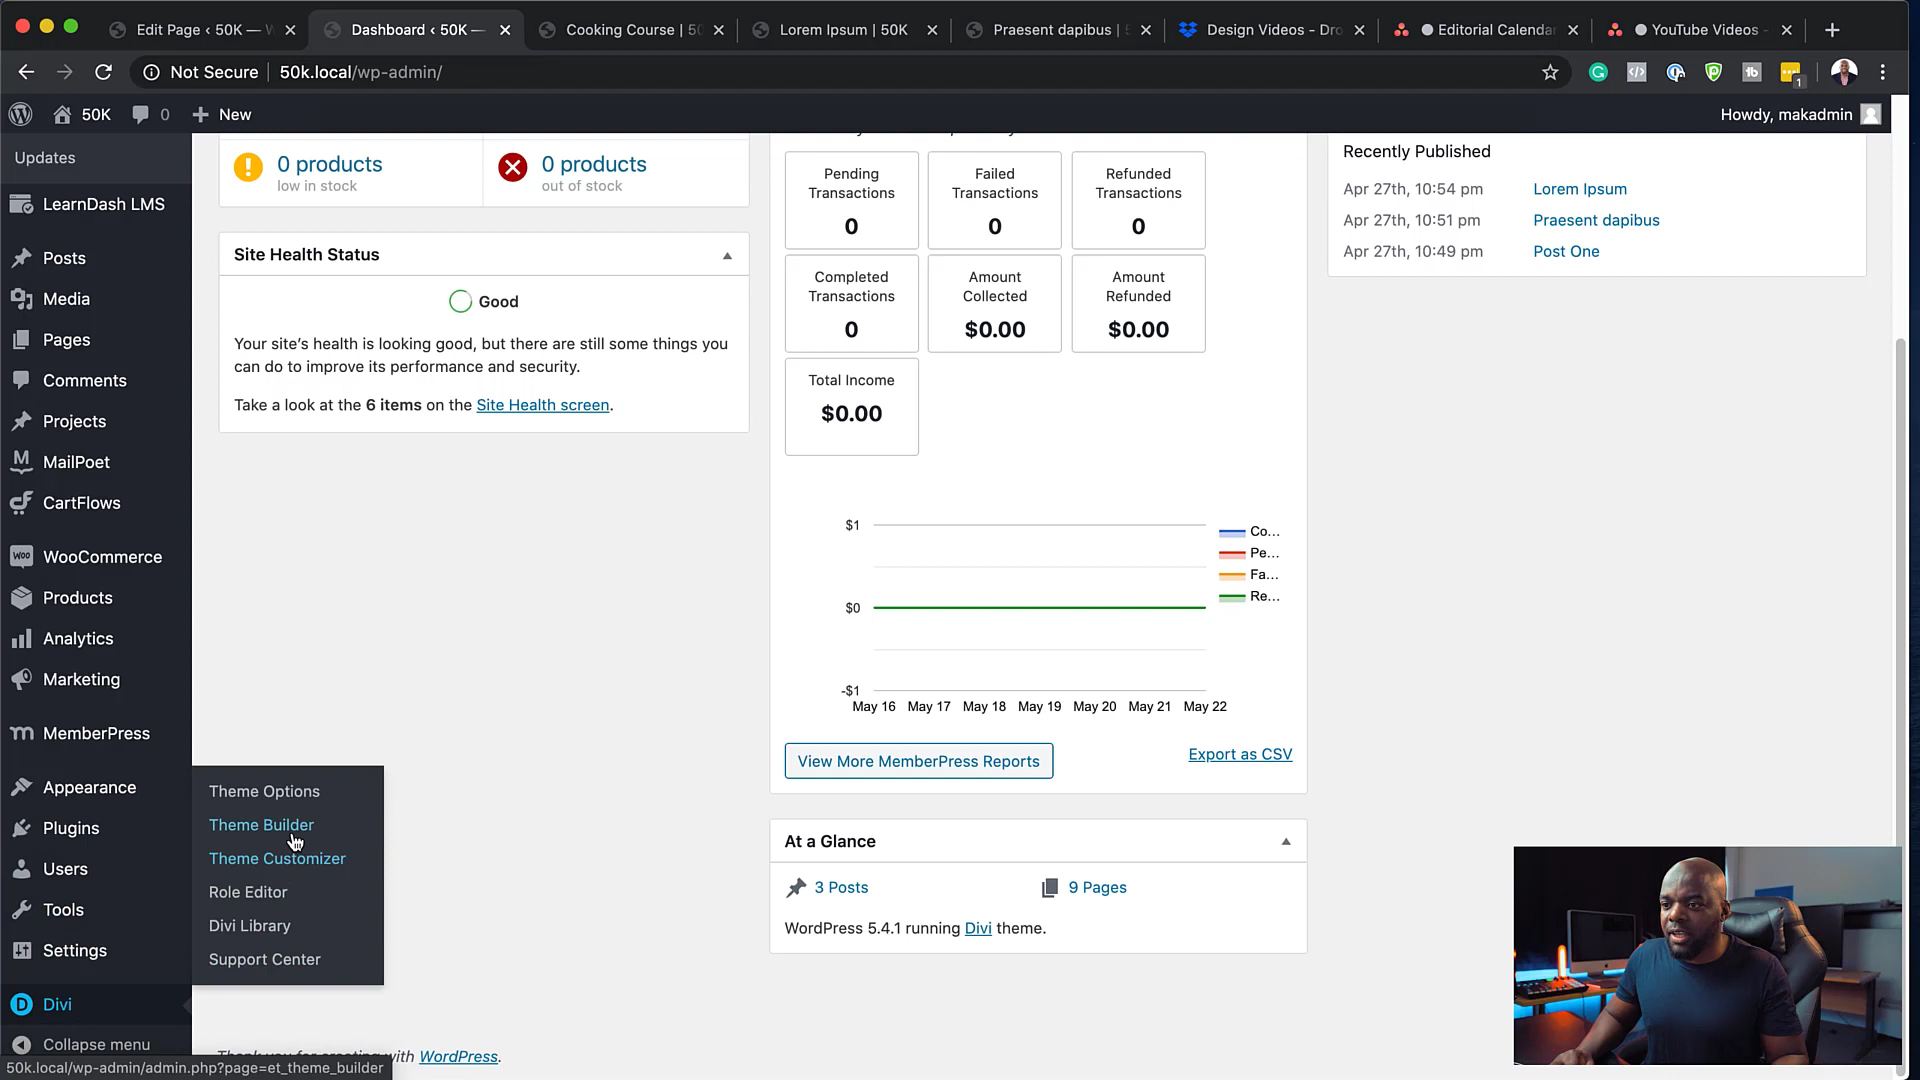 Edit Page ‹ 50K — W
Dashboard ‹ 50K —
Cooking Course | 50
Lorem Ipsum | 50K
Praesent dapibus | 5
Design Videos - Dro
Editorial Calenda
YouTube Videos -
Not Secure
50k.local/wp-admin/
1
50K
0
New
Howdy, makadmin
Updates
LearnDash LMS
Posts
Media
Pages
Comments
Projects
MailPoet
CartFlows
WooCommerce
Products
Analytics
Marketing
MemberPress
Appearance
Plugins
Users
Tools
Settings
Divi
Collapse menu
Theme Options
Theme Builder
Theme Customizer
Role Editor
Divi Library
Support Center
0 products
low in stock
0 products
out of stock
Site Health Status
Good
Your site's health is looking good, but there are still some things you
can do to improve its performance and security.
Take a look at the 6 items on the Site Health screen.
Pending
Transactions
0
Failed
Transactions
0
Refunded
Transactions
0
Completed
Transactions
0
Amount
Collected
$0.00
Amount
Refunded
$0.00
Total Income
$0.00
$1
$0
-$1
May 16 May 17 May 18 May 19 May 20 May 21 May 22
Co...
Pe...
Fa...
Re...
View More MemberPress Reports
Export as CSV
At a Glance
3 Posts
9 Pages
WordPress 5.4.1 running Divi theme.
Recently Published
Apr 27th, 10:54 pm Lorem Ipsum
Apr 27th, 10:51 pm Praesent dapibus
Apr 27th, 10:49 pm Post One
with WordPress.
50k.local/wp-admin/admin.php?page=et_theme_builder